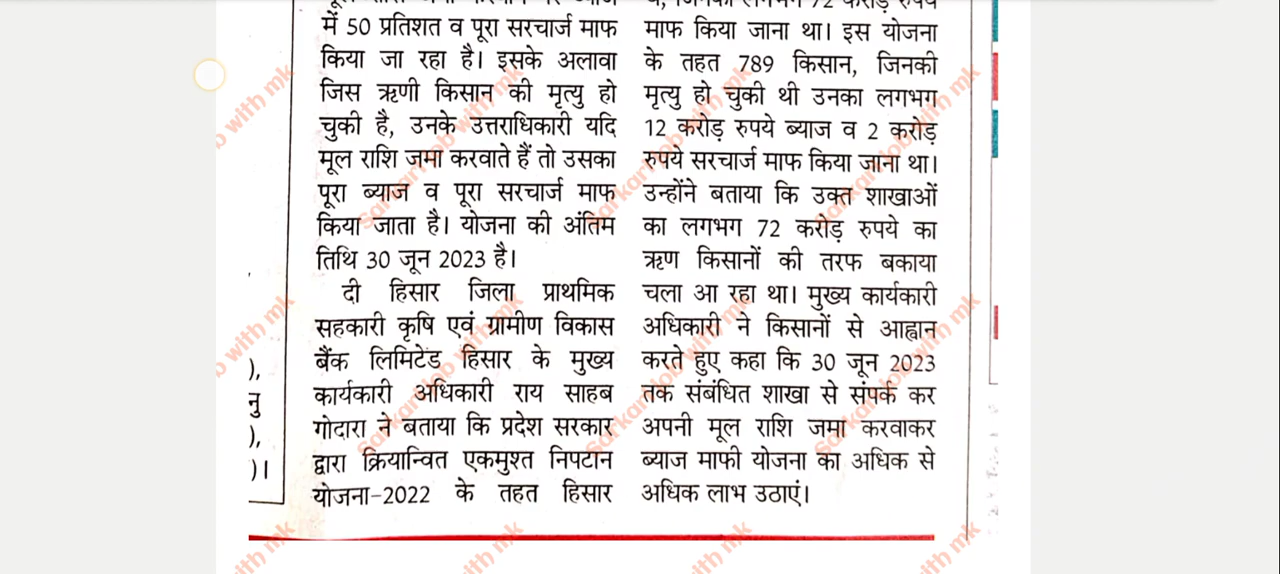 में 50 प्रतिशत व पूरा सरचार्ज माफ
किया जा रहा है। इसके अलावा
जिस ऋणी किसान की मृत्यु हो
चुकी है, उनके उत्तराधिकारी यदि
मूल राशि जमा करवाते हैं तो उसका
पूरा ब्याज व पूरा सरचार्ज माफ
किया जाता है। योजना की अंतिम
तिथि 30 जून 2023 है।
दी हिसार जिला प्राथमिक
सहकारी कृषि एवं ग्रामीण विकास
बैंक लिमिटेड हिसार के मुख्य
कार्यकारी अधिकारी राय साहब
गोदारा ने बताया कि प्रदेश सरकार
द्वारा क्रियान्वित एकमुश्त निपटान
योजना-2022 के तहत हिसार
माफ किया जाना था। इस योजना
के तहत 789 किसान, जिनकी
मृत्यु हो चुकी थी उनका लगभग
12 करोड़ रुपये ब्याज व 2 करोड़
रुपये सरचार्ज माफ किया जाना था।
उन्होंने बताया कि उक्त शाखाओं
का लगभग 72 करोड़ रुपये का
ऋण किसानों की तरफ बकाया
चला आ रहा था। मुख्य कार्यकारी
अधिकारी ने किसानों से आह्वान
करते हुए कहा कि 30 जून 2023
तक संबंधित शाखा से संपर्क कर
अपनी मूल राशि जमा करवाकर
ब्याज माफी योजना का अधिक से
अधिक लाभ उठाएं।
),
नु
),
)।
Sarkari job with mk